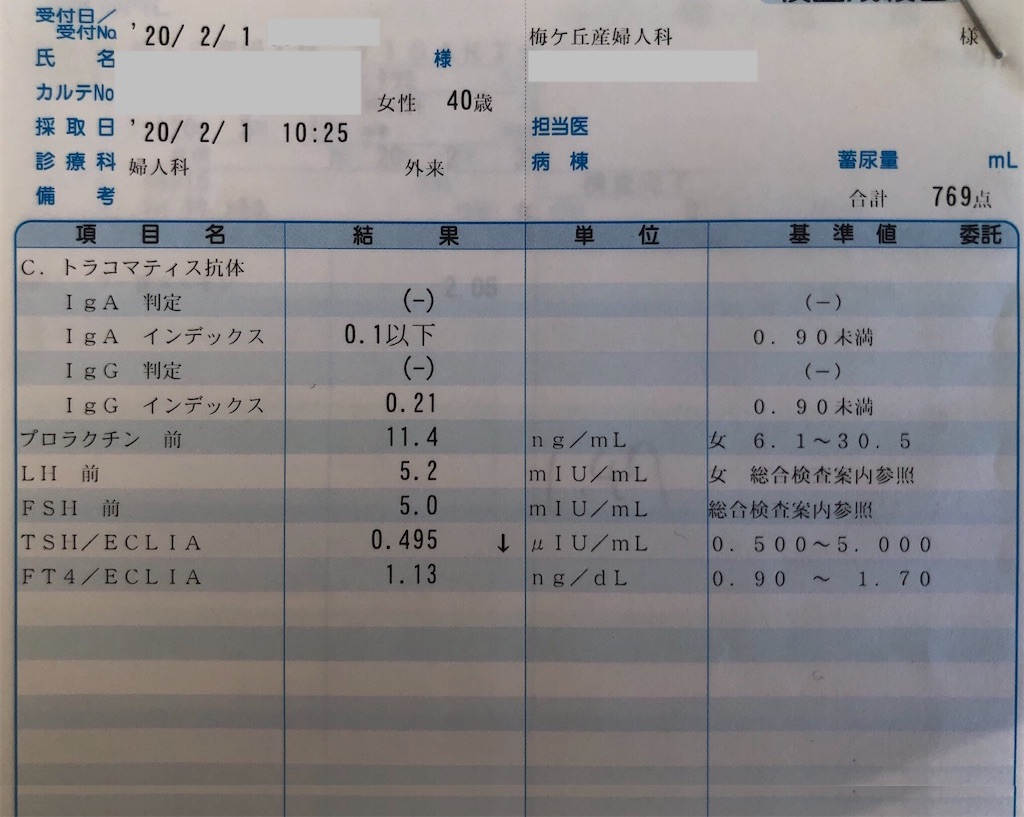 受付日／
受付No '20/ 2/ 1
梅ケ丘産婦人科 様
氏 名 様
カルテNo 女性 40歳
採取日 '20/ 2/ 1 10:25 担当医
診療科 婦人科 外来 病棟 蓄尿量 mL
備考 合計 769点
項目名 結果 単位 基準値 委託
C．トラコマティス抗体
IgA 判定 (-) (－)
IgA インデックス 0.1以下 0．90未満
IgG 判定 (-) (－)
IgG インデックス 0.21 0．90未満
プロラクチン 前 11.4 ng／mL 女 6.1～30.5
LH 前 5.2 mIU／mL 女 総合検査案内参照
FSH 前 5.0 mIU／mL 総合検査案内参照
TSH／ECLIA 0.495 ↓ μIU／mL 0．500～5．000
FT4／ECLIA 1.13 ng／dL 0．90 ～ 1．70